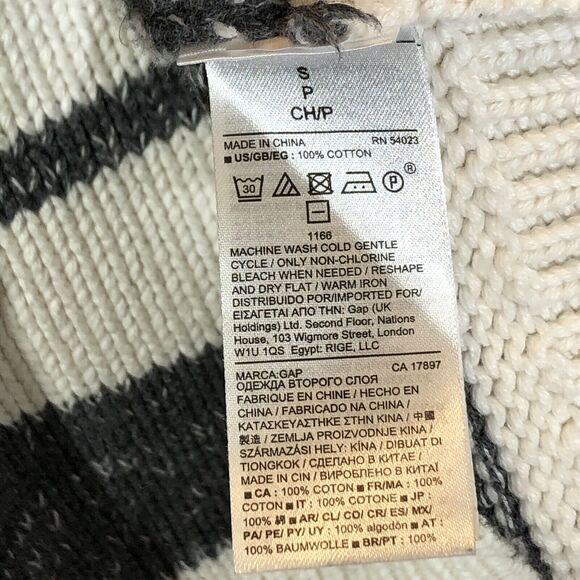 S
P
CH/P
MADE IN CHINA RN 54023
■ US/GB/EG : 100% COTTON
30 P ®
1166
MACHINE WASH COLD GENTLE
CYCLE / ONLY NON-CHLORINE
BLEACH WHEN NEEDED / RESHAPE
AND DRY FLAT / WARM IRON
DISTRIBUIDO POR/IMPORTED FOR/
ΕΙΣΑΓΕΤΑΙ ΑΠΟ ΤΗΝ: Gap (UK
Holdings) Ltd. Second Floor, Nations
House, 103 Wigmore Street, London
W1U 1QS Egypt: RIGE, LLC
MARCA:GAP CA 17897
ОДЕЖДА ВТОРОГО СЛОЯ
FABRIQUE EN CHINE / HECHO EN
CHINA / FABRICADO NA CHINA /
ΚΑΤΑΣΚΕΥΑΣΤΗΚΕ ΣΤΗΝ ΚΙΝΑ / 中國
製造 / ZEMLJA PROIZVODNJE KINA /
SZÁRMAZÁSI HELY: KÍNA / DIBUAT DI
TIONGKOK / СДЕЛАНО В КИТАЕ /
MADE IN CIN / ВИРОБЛЕНО В КИТАЇ
■ CA : 100% COTON ■ FR/MA : 100%
COTON ■ IT : 100% COTONE ■ JP :
100% 綿 ■ AR/ CL/ CO/ CR/ ES/ MX/
PA/ PE/ PY/ UY : 100% algodón ■ AT :
100% BAUMWOLLE ■ BR/PT : 100%